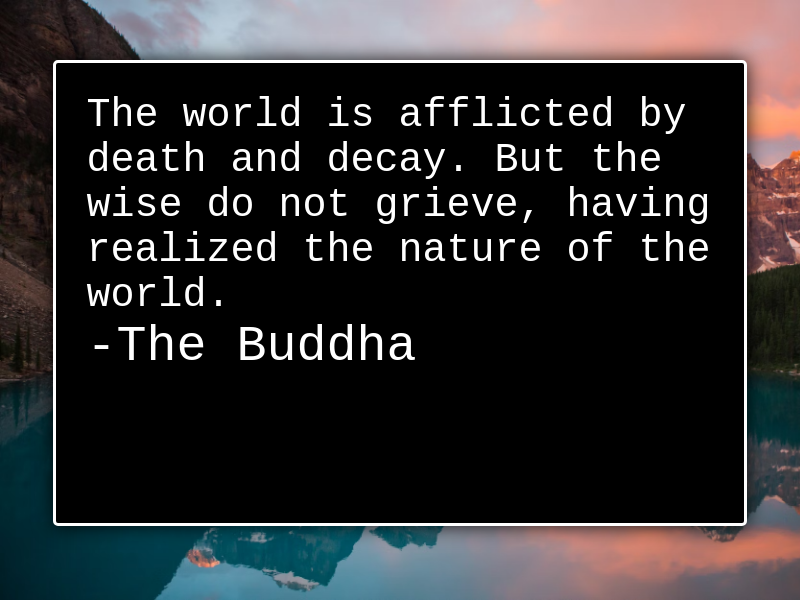 The world is afflicted by
death and decay. But the
wise do not grieve, having
realized the nature of the
world.
-The Buddha